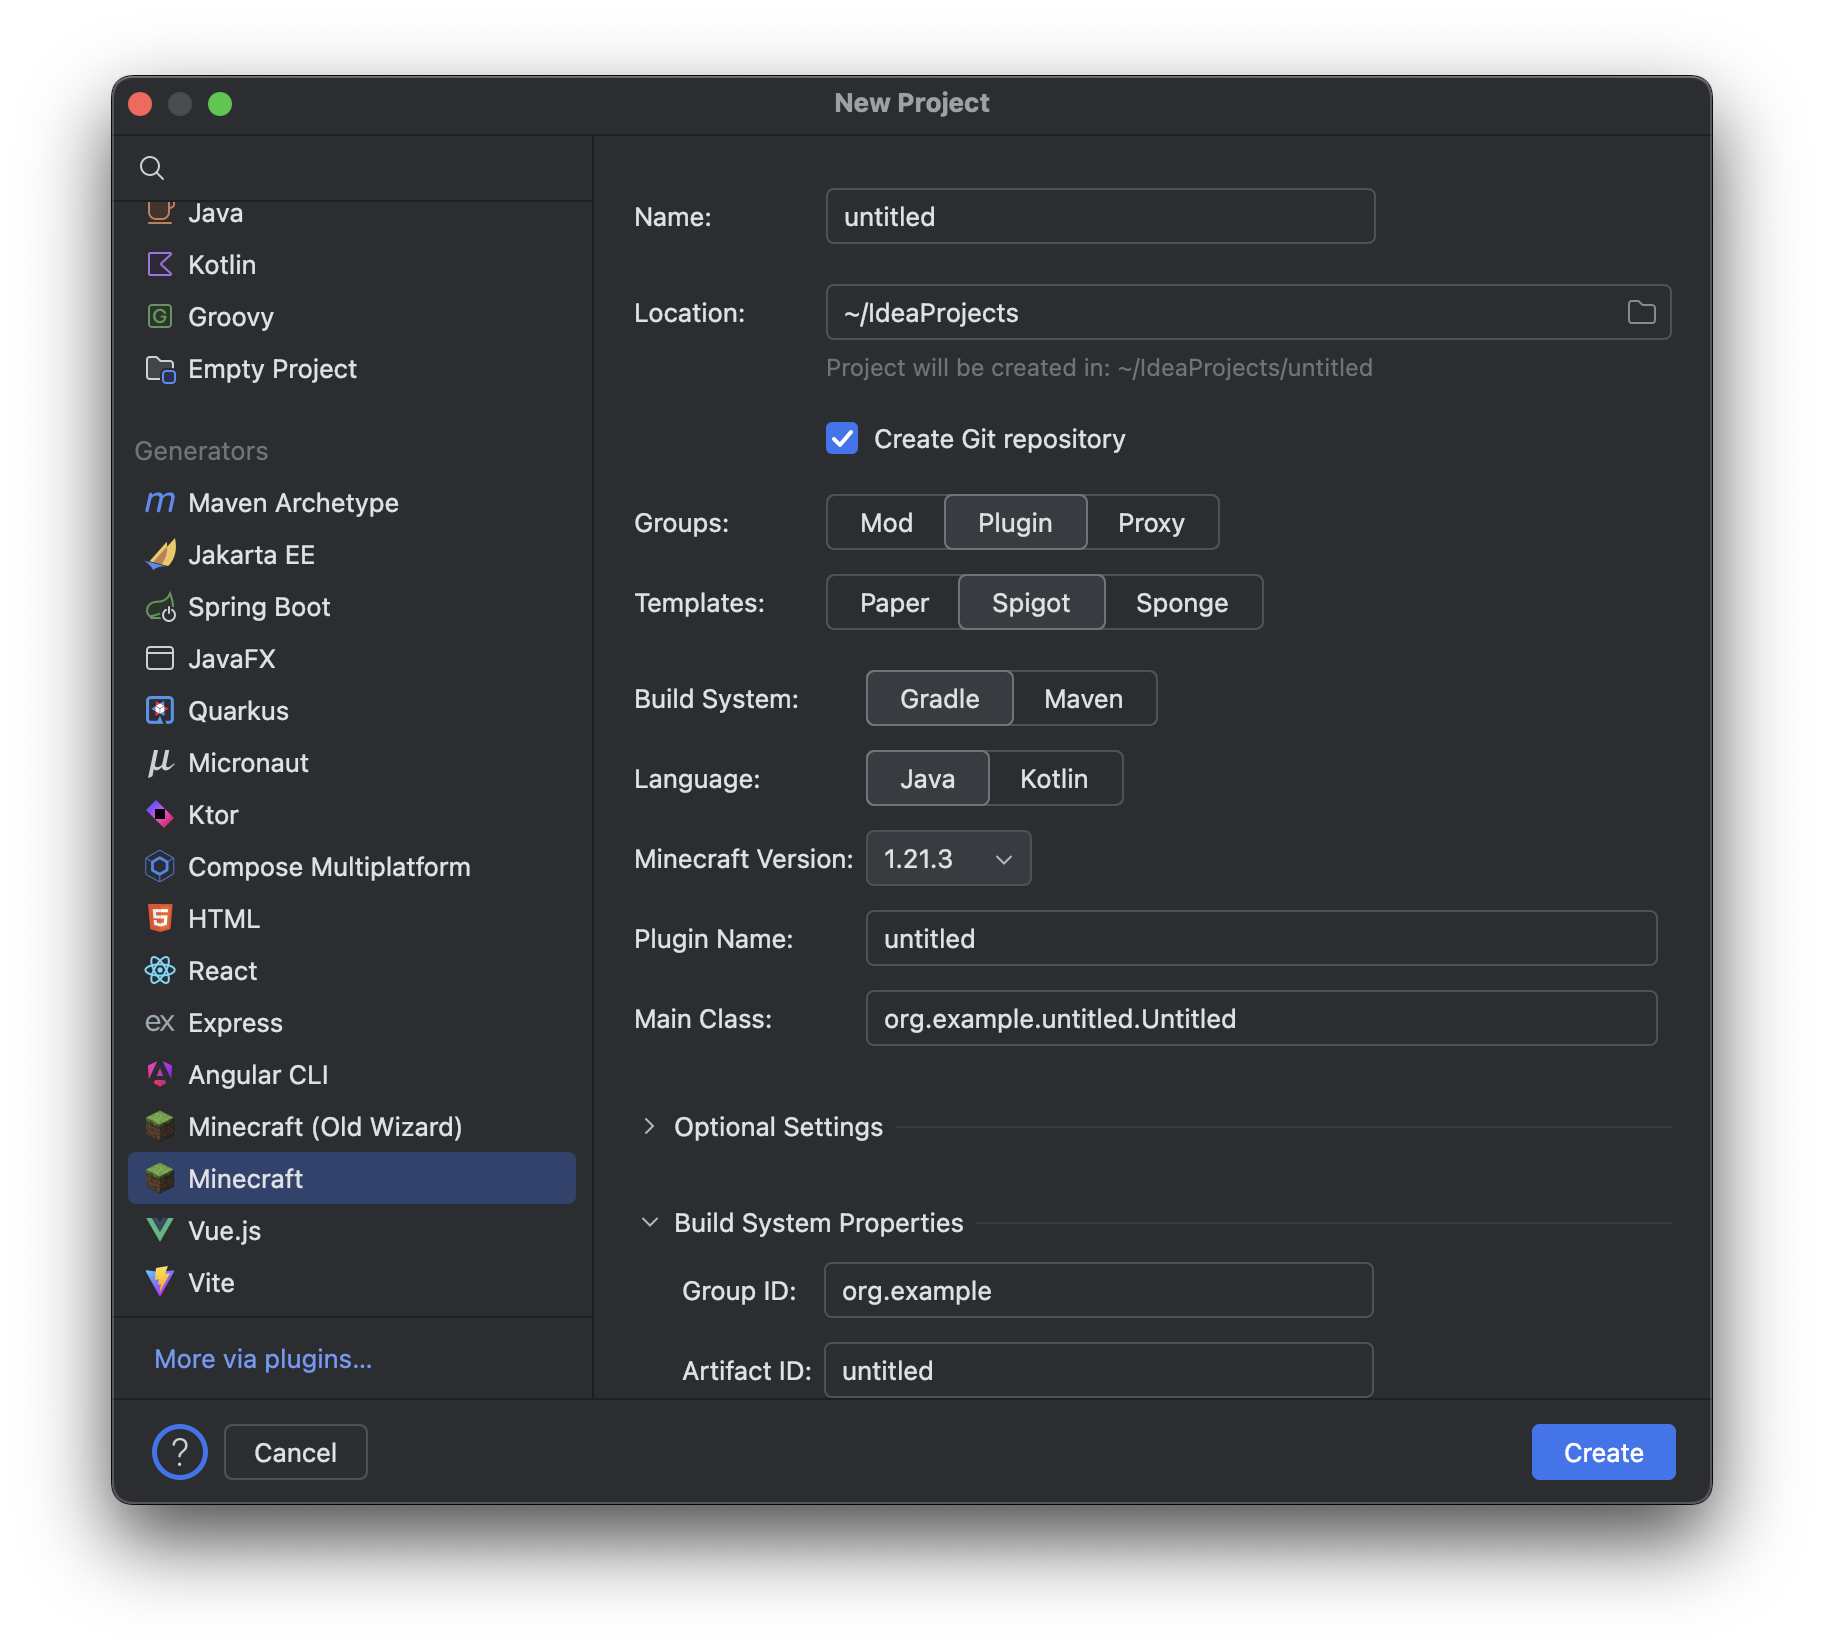 New Project
Java
Kotlin
Groovy
Empty Project
Generators
Maven Archetype
Jakarta EE
Spring Boot
JavaFX
Quarkus
Micronaut
Ktor
Compose Multiplatform
HTML
React
Express
Angular CLI
Minecraft (Old Wizard)
Minecraft
Vue.js
Vite
More via plugins...
Name: untitled
Location: ~/IdeaProjects
Project will be created in: ~/IdeaProjects/untitled
Create Git repository
Groups: Mod Plugin Proxy
Templates: Paper Spigot Sponge
Build System: Gradle Maven
Language: Java Kotlin
Minecraft Version: 1.21.3
Plugin Name: untitled
Main Class: org.example.untitled.Untitled
Optional Settings
Build System Properties
Group ID: org.example
Artifact ID: untitled
? Cancel Create